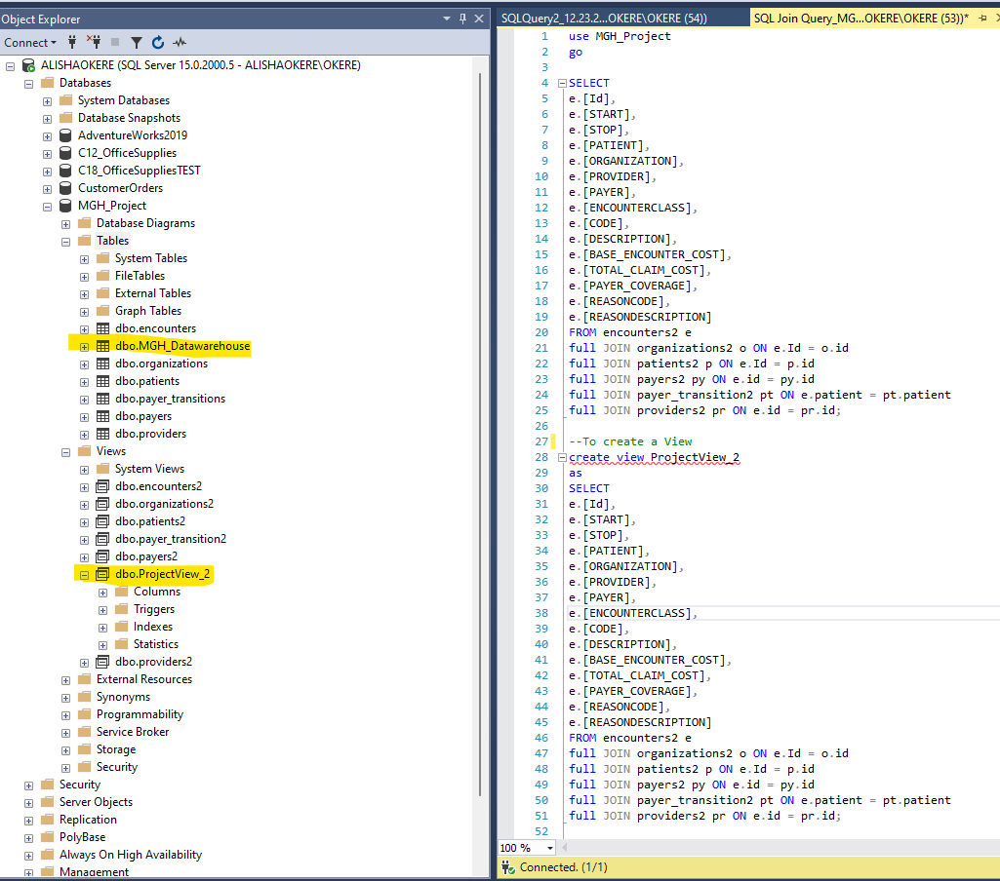 Object Explorer
Connect
ALISHAOKERE (SQL Server 15.0.2000.5 - ALISHAOKERE\OKERE)
Databases
System Databases
Database Snapshots
AdventureWorks2019
C12_OfficeSupplies
C18_OfficeSuppliesTEST
CustomerOrders
MGH_Project
Database Diagrams
Tables
System Tables
FileTables
External Tables
Graph Tables
dbo.encounters
dbo.MGH_Datawarehouse
dbo.organizations
dbo.patients
dbo.payer_transitions
dbo.payers
dbo.providers
Views
System Views
dbo.encounters2
dbo.organizations2
dbo.patients2
dbo.payer_transition2
dbo.payers2
dbo.ProjectView_2
Columns
Triggers
Indexes
Statistics
dbo.providers2
External Resources
Synonyms
Programmability
Service Broker
Storage
Security
Security
Server Objects
Replication
PolyBase
Always On High Availability
Management
SQLQuery2_12.23.2...OKERE\OKERE (54))
SQL Join Query_MG...OKERE\OKERE (53))*
1 use MGH_Project
2 go
3
4 SELECT
5 e.[Id],
6 e.[START],
7 e.[STOP],
8 e.[PATIENT],
9 e.[ORGANIZATION],
10 e.[PROVIDER],
11 e.[PAYER],
12 e.[ENCOUNTERCLASS],
13 e.[CODE],
14 e.[DESCRIPTION],
15 e.[BASE_ENCOUNTER_COST],
16 e.[TOTAL_CLAIM_COST],
17 e.[PAYER_COVERAGE],
18 e.[REASONCODE],
19 e.[REASONDESCRIPTION]
20 FROM encounters2 e
21 full JOIN organizations2 o ON e.Id = o.id
22 full JOIN patients2 p ON e.Id = p.id
23 full JOIN payers2 py ON e.id = py.id
24 full JOIN payer_transition2 pt ON e.patient = pt.patient
25 full JOIN providers2 pr ON e.id = pr.id;
26
27 --To create a View
28 create view ProjectView_2
29 as
30 SELECT
31 e.[Id],
32 e.[START],
33 e.[STOP],
34 e.[PATIENT],
35 e.[ORGANIZATION],
36 e.[PROVIDER],
37 e.[PAYER],
38 e.[ENCOUNTERCLASS],
39 e.[CODE],
40 e.[DESCRIPTION],
41 e.[BASE_ENCOUNTER_COST],
42 e.[TOTAL_CLAIM_COST],
43 e.[PAYER_COVERAGE],
44 e.[REASONCODE],
45 e.[REASONDESCRIPTION]
46 FROM encounters2 e
47 full JOIN organizations2 o ON e.Id = o.id
48 full JOIN patients2 p ON e.Id = p.id
49 full JOIN payers2 py ON e.id = py.id
50 full JOIN payer_transition2 pt ON e.patient = pt.patient
51 full JOIN providers2 pr ON e.id = pr.id;
52
100 %
Connected. (1/1)